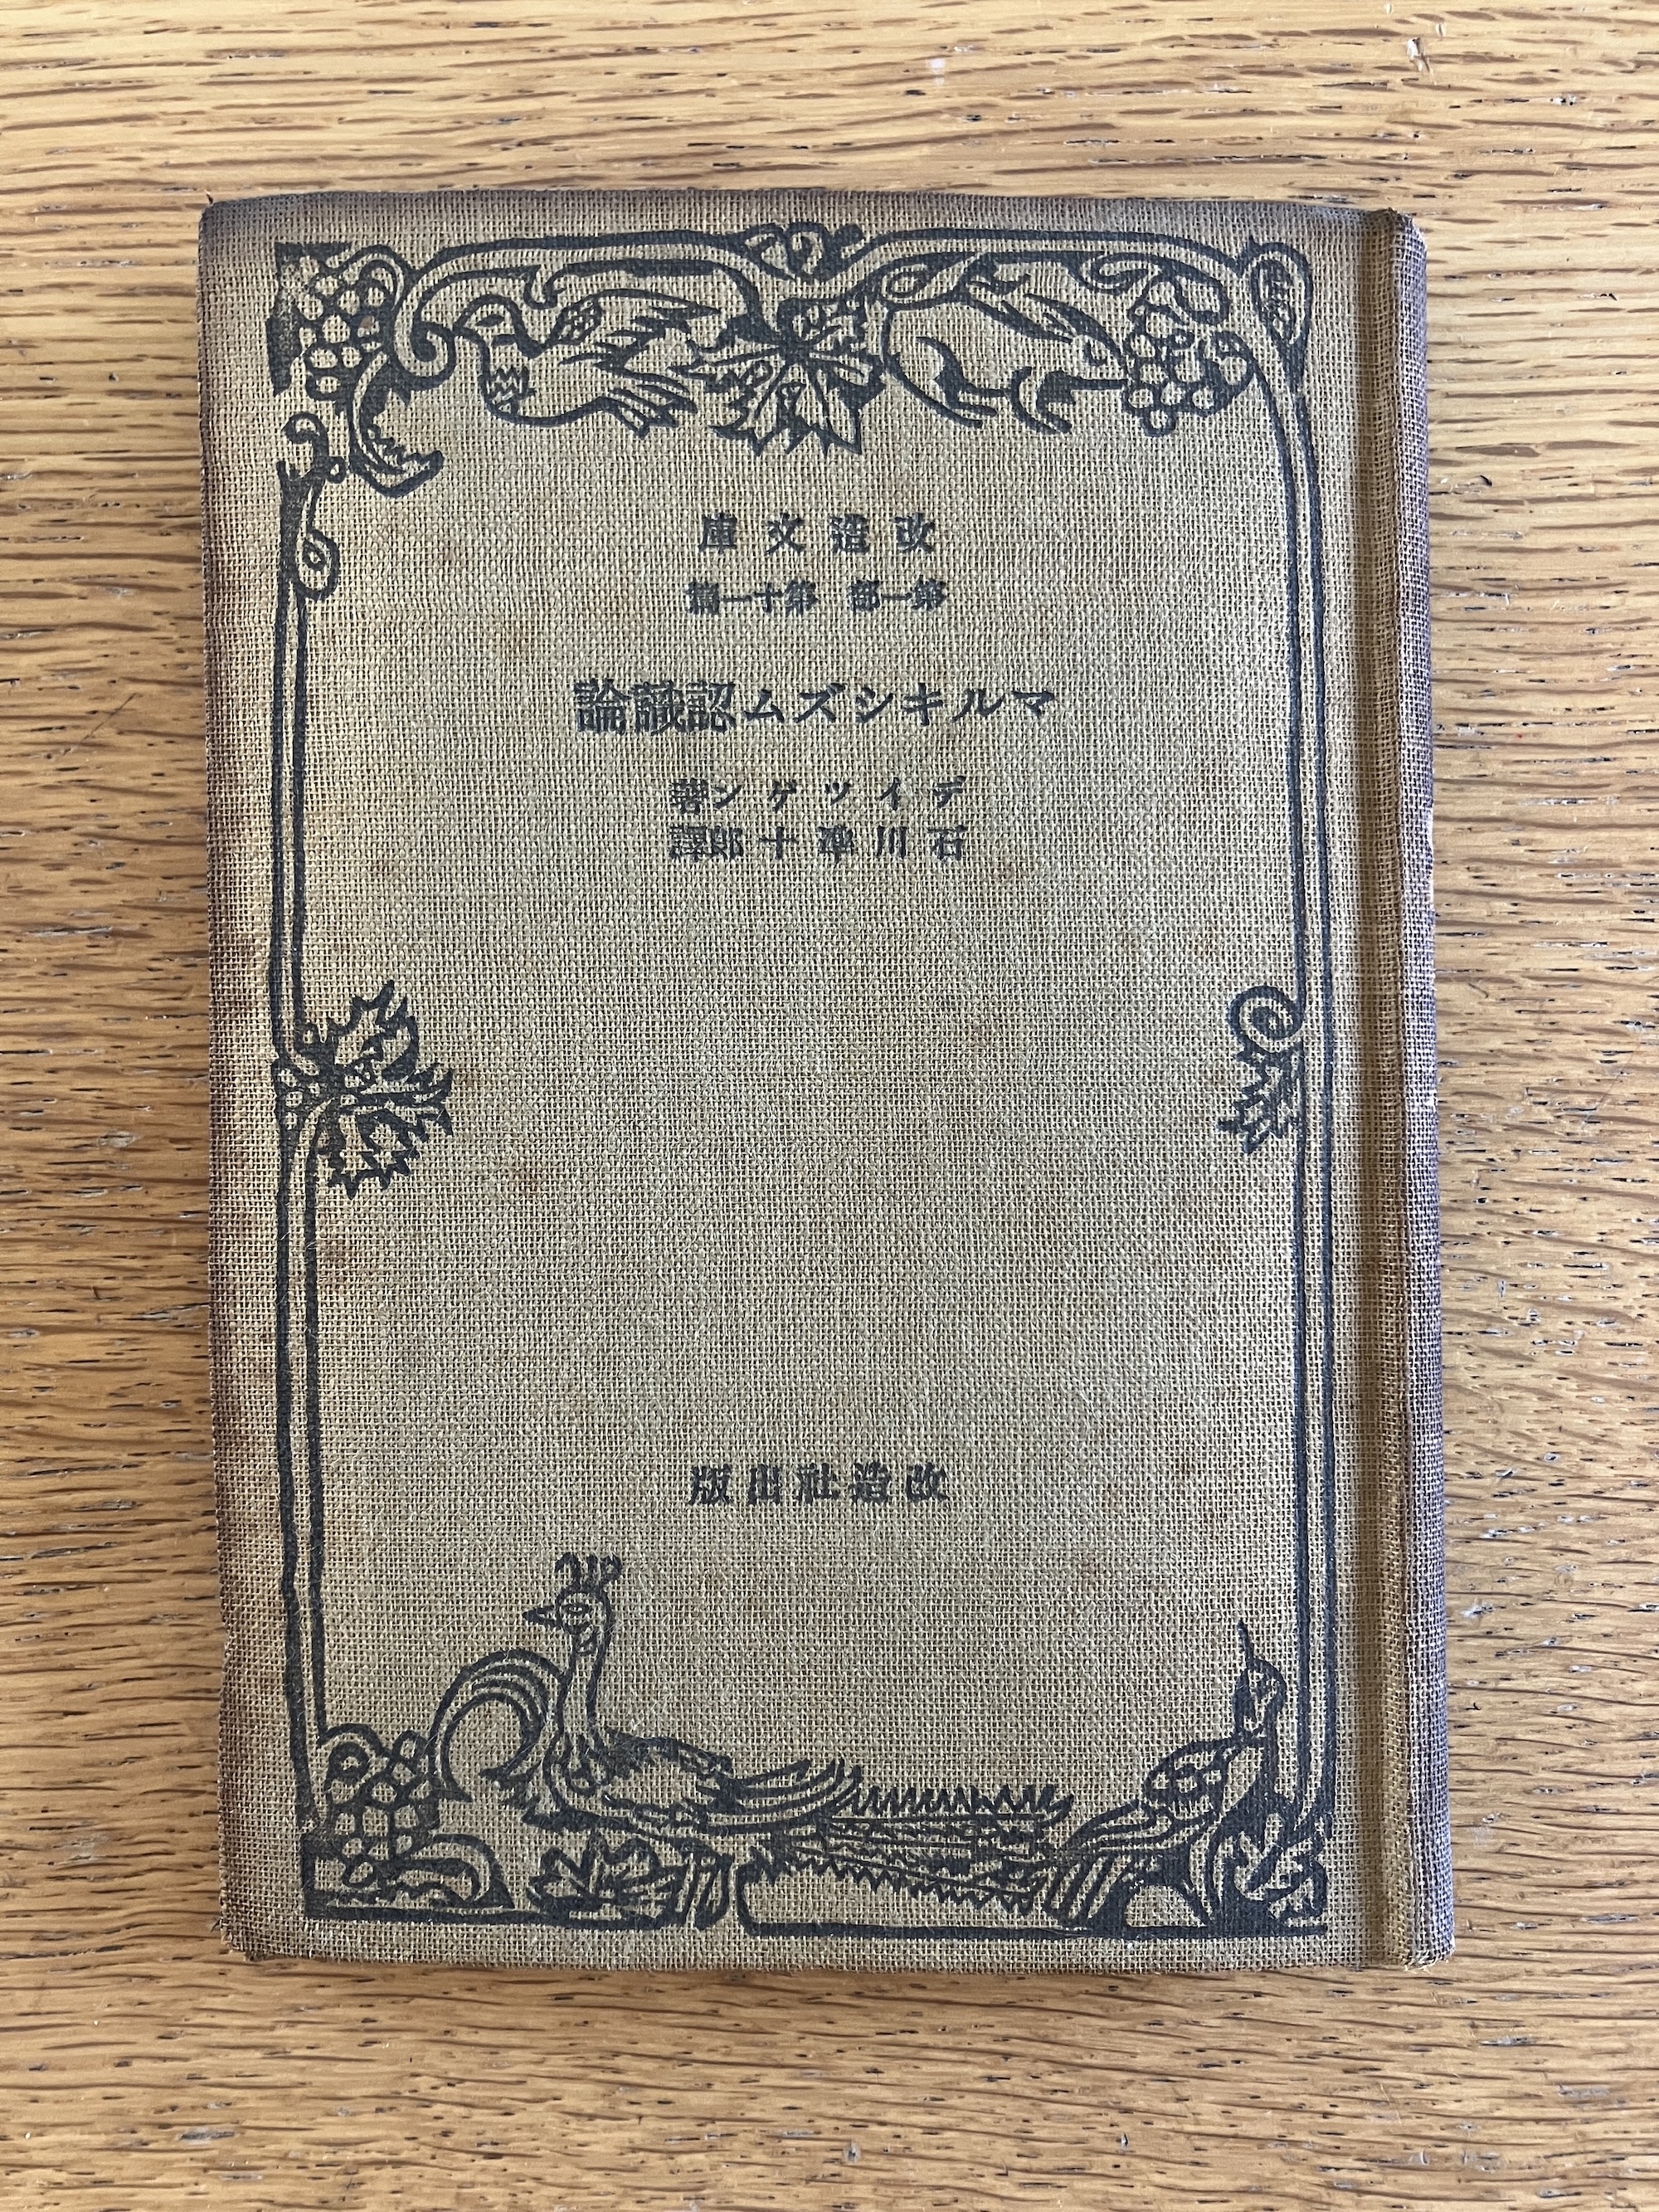 改造文庫
第一部 第十一篇
マルキシズム認識論
デイツゲン著
石川準十郎譯
改造社出版